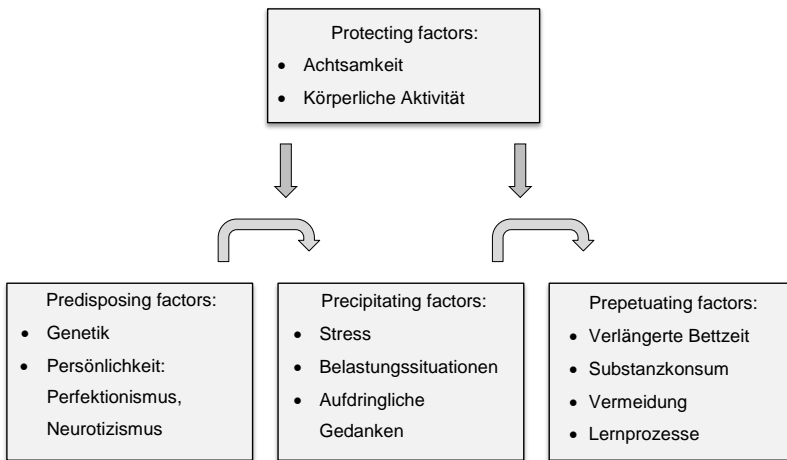 Protecting factors:
• Achtsamkeit
• Körperliche Aktivität
Predisposing factors:
• Genetik
• Persönlichkeit:
Perfektionismus,
Neurotizismus
Precipitating factors:
• Stress
• Belastungssituationen
• Aufdringliche
Gedanken
Prepetuating factors:
• Verlängerte Bettzeit
• Substanzkonsum
• Vermeidung
• Lernprozesse